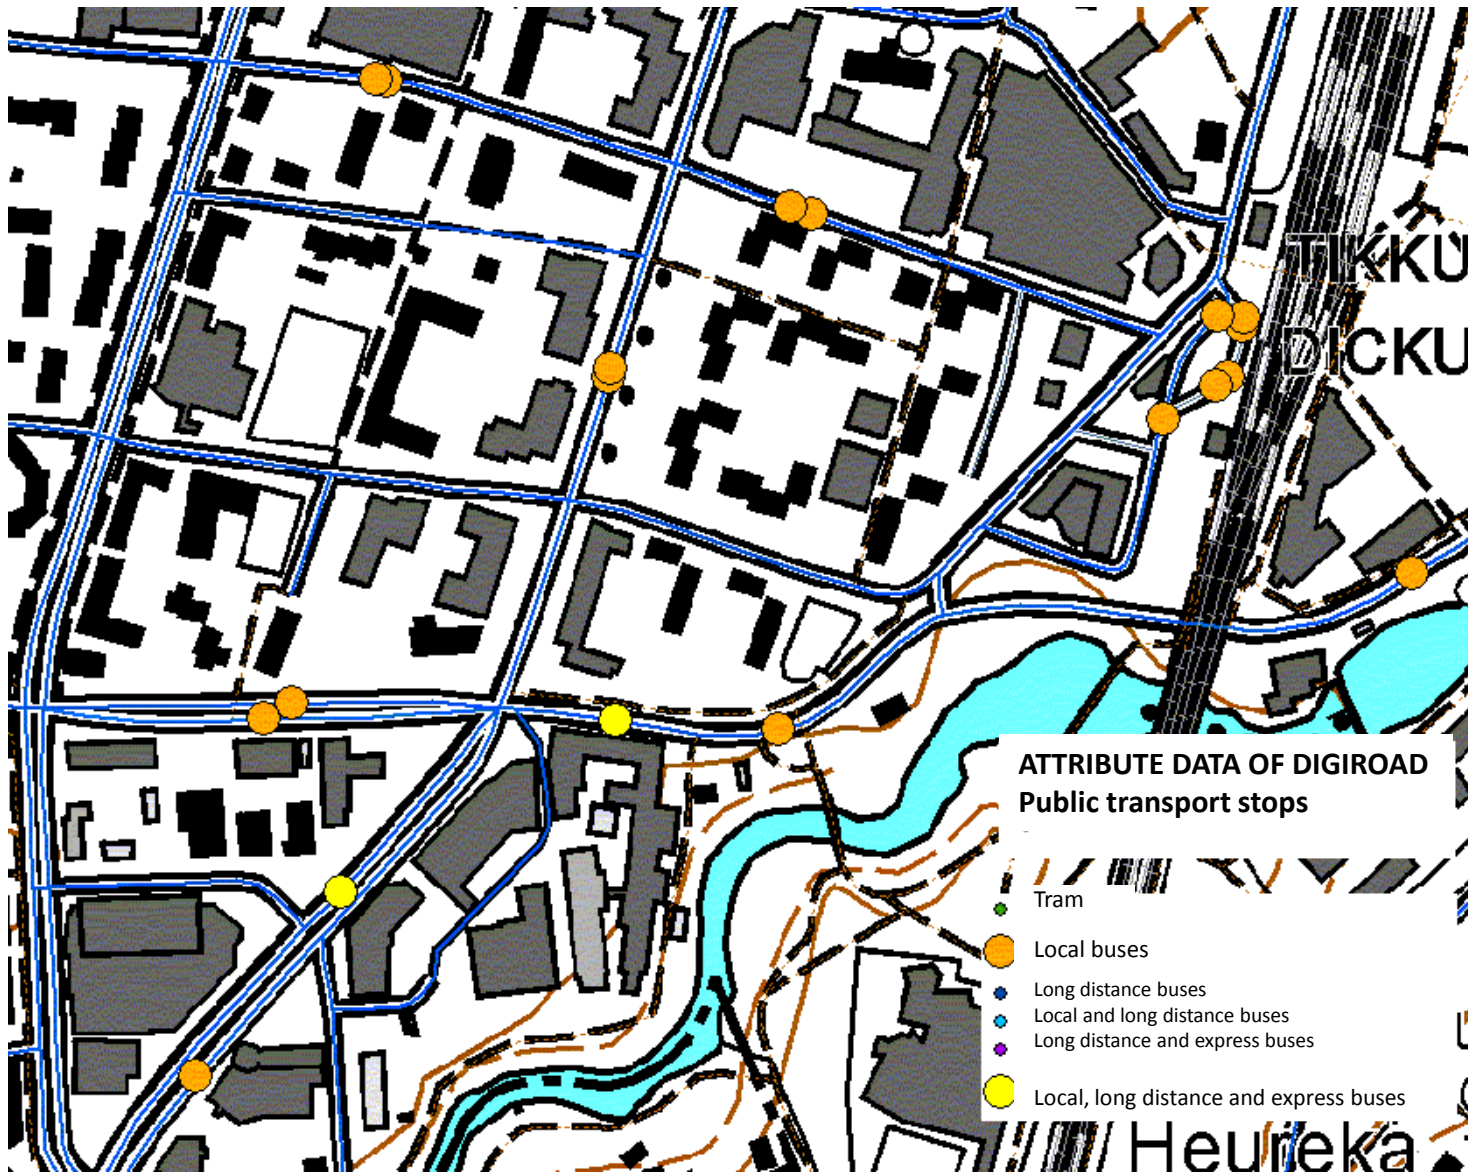 TIKKU
DICKU
ATTRIBUTE DATA OF DIGIROAD
Public transport stops
Tram
Local buses
Long distance buses
Local and long distance buses
Long distance and express buses
Local, long distance and express buses
Heureka